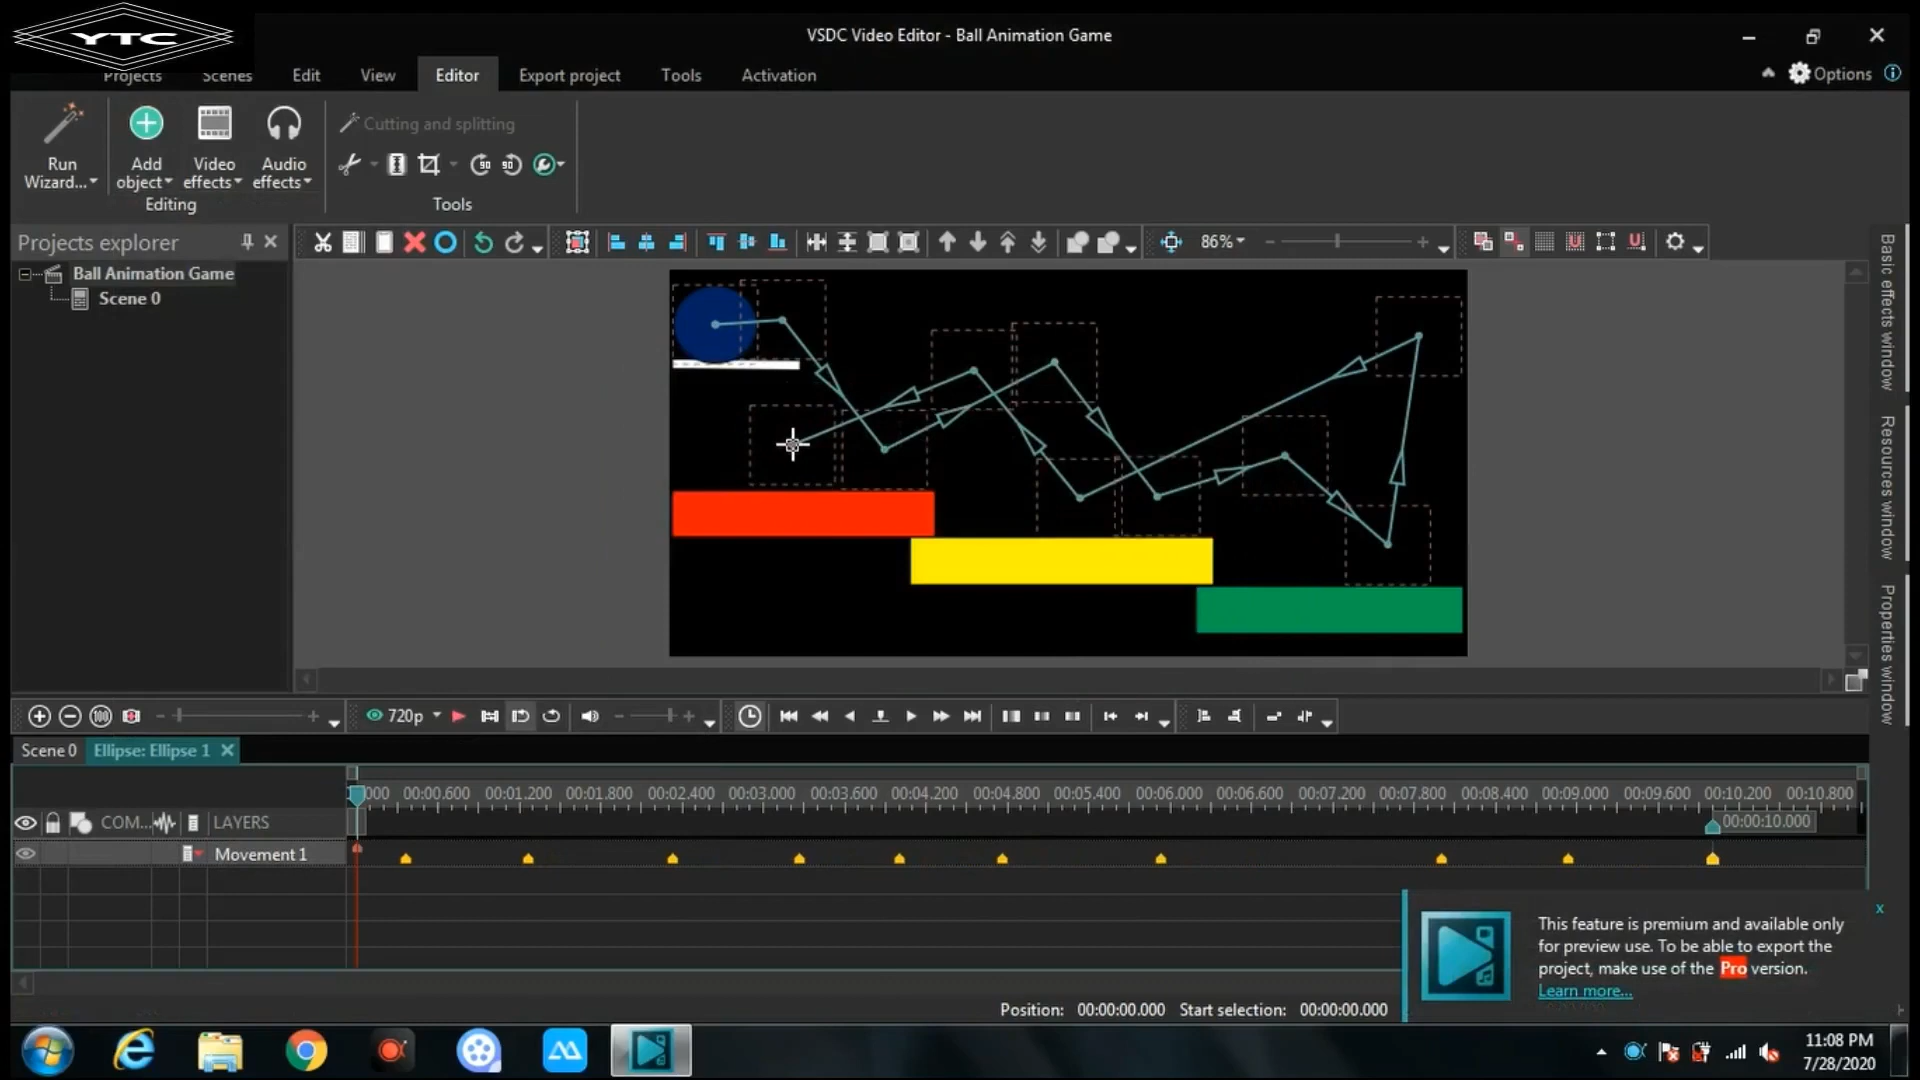 YTC
VSDC Video Editor - Ball Animation Game
Projects Scenes Edit View Editor Export project Tools Activation
Options
Run Wizard...
Add object
Video effects
Audio effects
Cutting and splitting
Editing
Tools
Projects explorer
86%
Ball Animation Game
Scene 0
Basic effects window
Resources window
Properties window
720p
Scene 0
Ellipse: Ellipse 1
000 00:00.600 00:01.200 00:01.800 00:02.400 00:03.000 00:03.600 00:04.200 00:04.800 00:05.400 00:06.000 00:06.600 00:07.200 00:07.800 00:08.400 00:09.000 00:09.600 00:10.200 00:10.800
00:00:10.000
COM... LAYERS
Movement 1
This feature is premium and available only
for preview use. To be able to export the
project, make use of the Pro version.
Learn more...
Position: 00:00:00.000 Start selection: 00:00:00.000
11:08 PM
7/28/2020